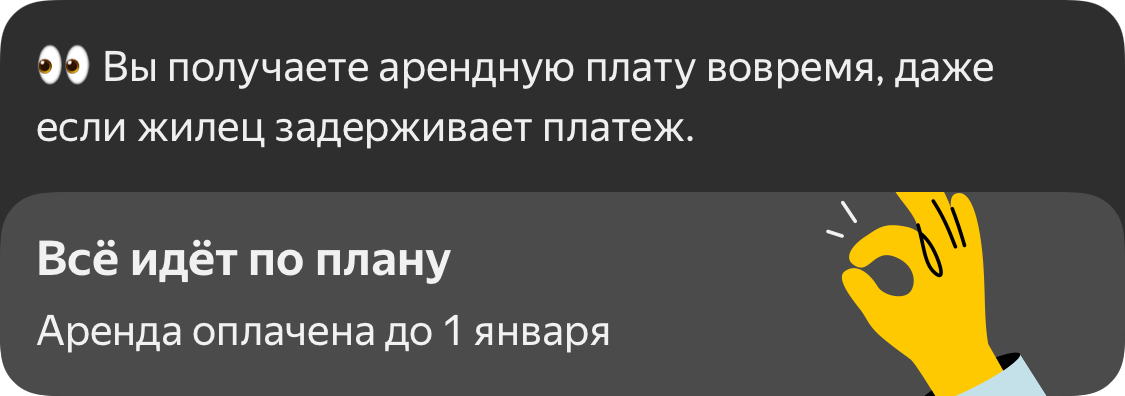 👀 Вы получаете арендную плату вовремя, даже
если жилец задерживает платеж.
Всё идёт по плану
Аренда оплачена до 1 января